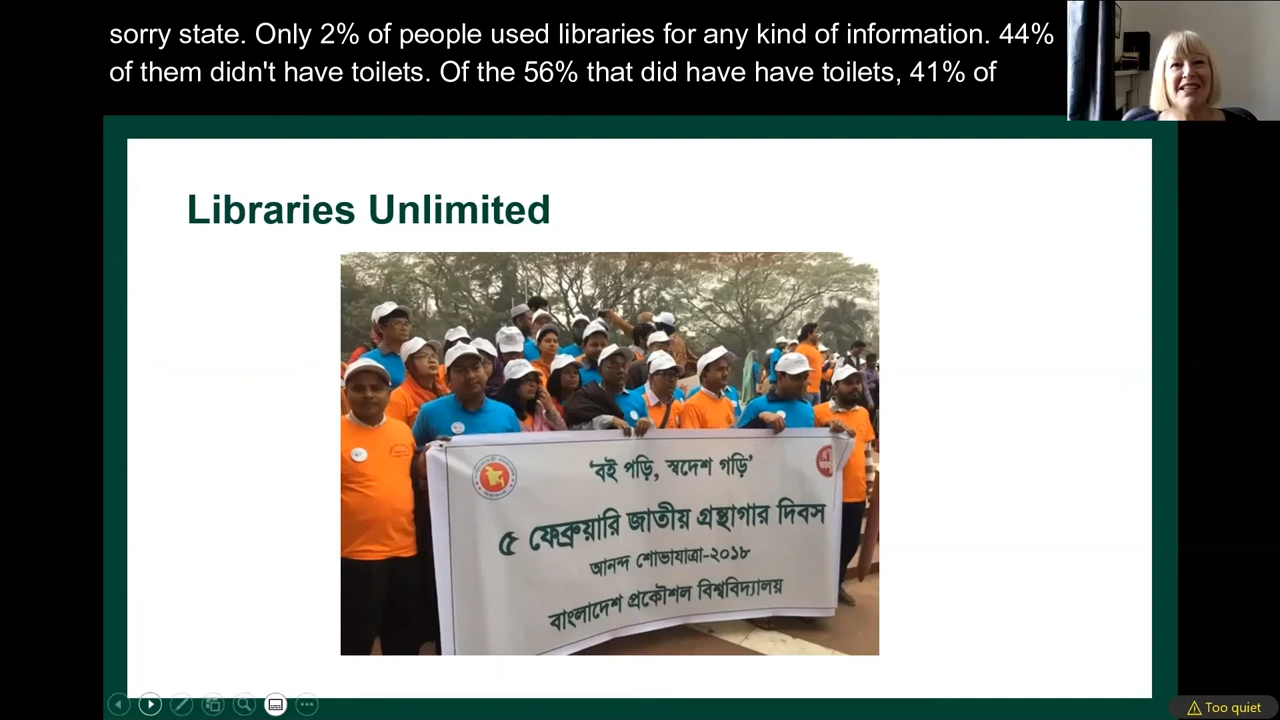 sorry state. Only 2% of people used libraries for any kind of information. 44%
of them didn't have toilets. Of the 56% that did have have toilets, 41% of
Libraries Unlimited
‘বই পড়ি, স্বদেশ গড়ি’
৫ ফেব্রুয়ারি জাতীয় গ্রন্থাগার দিবস
আনন্দ শোভাযাত্রা-২০১৮
বাংলাদেশ প্রকৌশল বিশ্ববিদ্যালয়
Too quiet